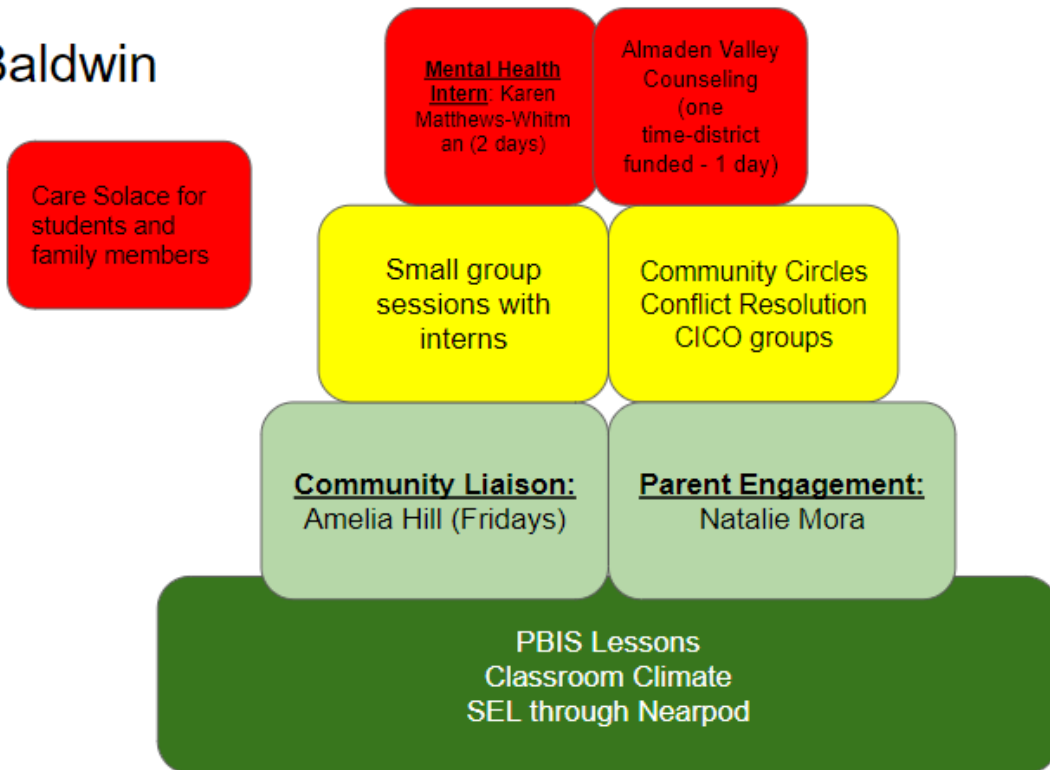 Baldwin
Mental Health
Intern: Karen
Matthews-Whitm
an (2 days)
Almaden Valley
Counseling
(one
time-district
funded - 1 day)
Care Solace for
students and
family members
Small group
sessions with
interns
Community Circles
Conflict Resolution
CICO groups
Community Liaison:
Amelia Hill (Fridays)
Parent Engagement:
Natalie Mora
PBIS Lessons
Classroom Climate
SEL through Nearpod